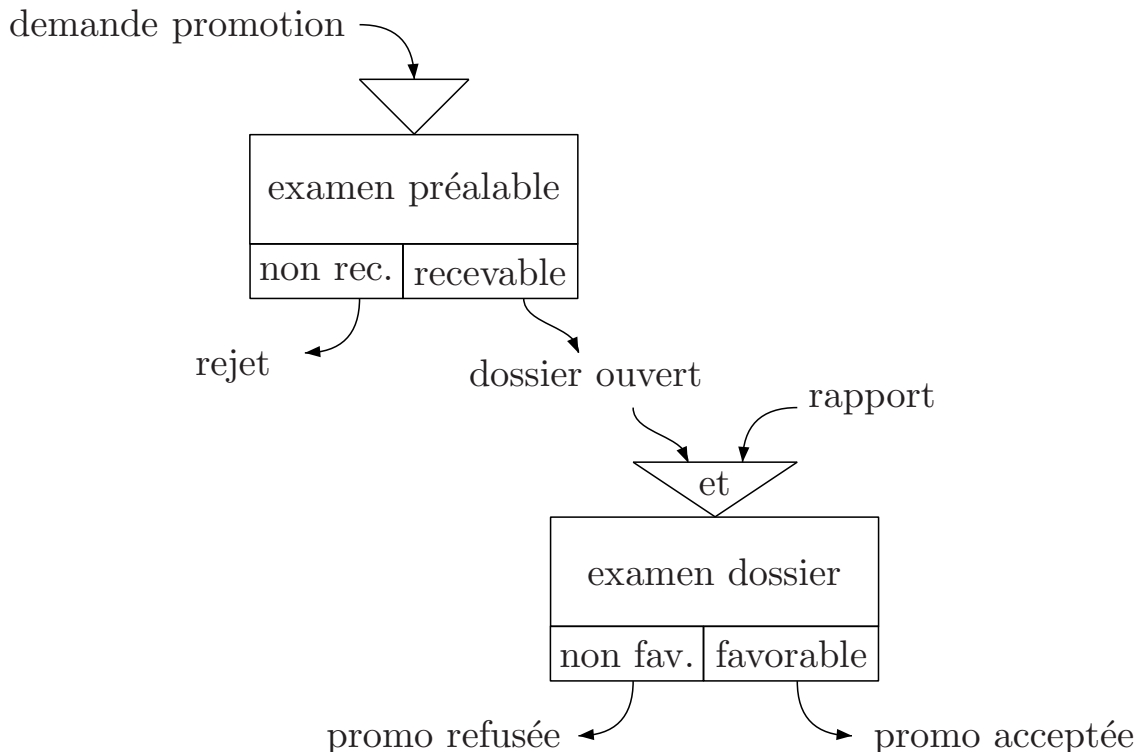 demande promotion
examen préalable
non rec. recevable
rejet
dossier ouvert
rapport
et
examen dossier
non fav. favorable
promo refusée
promo acceptée